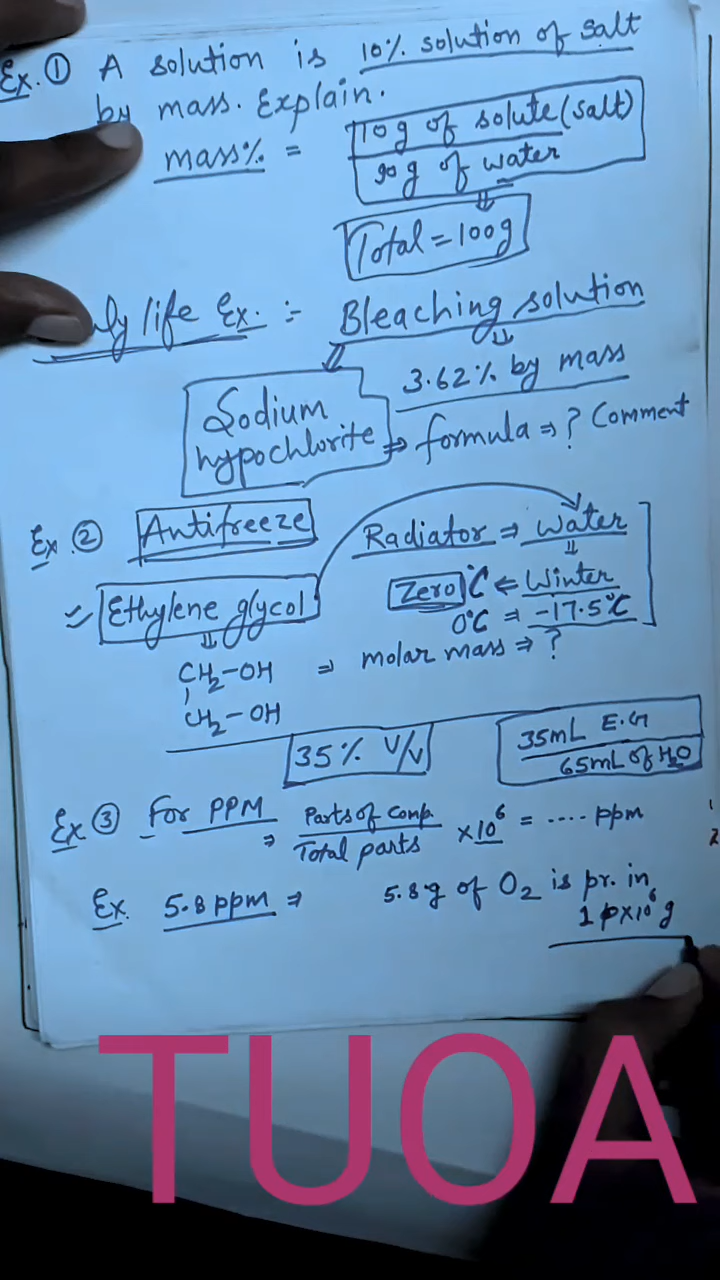 Ex. ① A solution is 10% solution of salt
by mass. Explain.
mass% = 10g of solute (salt)
90g of water
⇓
Total = 100g
ly life Ex. :- Bleaching solution
⇓ ⇓
3.62% by mass
Sodium
hypochlorite ⇒ formula ⇒ ? Comment
Ex ② Antifreeze
Radiator ⇒ Water
⇓
Ethylene glycol
Zero °C ⇐ Winter
0°C = -17.5°C
⇓
CH2-OH ⇒ molar mass ⇒ ?
CH2-OH
35% V/V
35mL E.G
65mL of H2O
Ex ③ For PPM ⇒ Parts of Comp. ×10⁶ = .... ppm
Total parts
Ex. 5.8 ppm ⇒ 5.8g of O2 is pr. in
×10⁶ g
TUOA